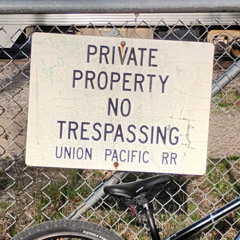 PRIVATE
PROPERTY
NO
TRESPASSING
UNION PACIFIC RR